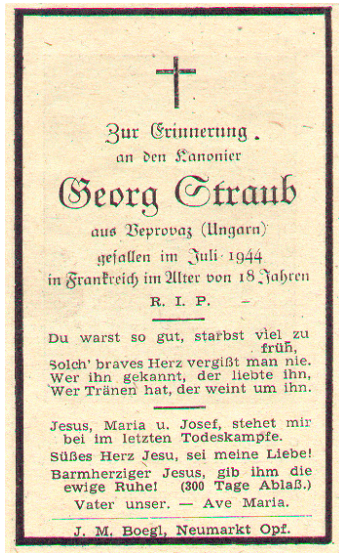 Zur Erinnerung
an den Kanonier
Georg Straub
aus Veprovaz (Ungarn)
gefallen im Juli 1944
in Frankreich im Alter von 18 Jahren
R. I. P.
Du warst so gut, starbst viel zu
früh,
Solch' braves Herz vergißt man nie.
Wer ihn gekannt, der liebte ihn,
Wer Tränen hat, der weint um ihn.
Jesus, Maria u. Josef, stehet mir
bei im letzten Todeskampfe.
Süßes Herz Jesu, sei meine Liebe!
Barmherziger Jesus, gib ihm die
ewige Ruhe! (300 Tage Ablaß.)
Vater unser. — Ave Maria.
J. M. Boegl, Neumarkt Opf.